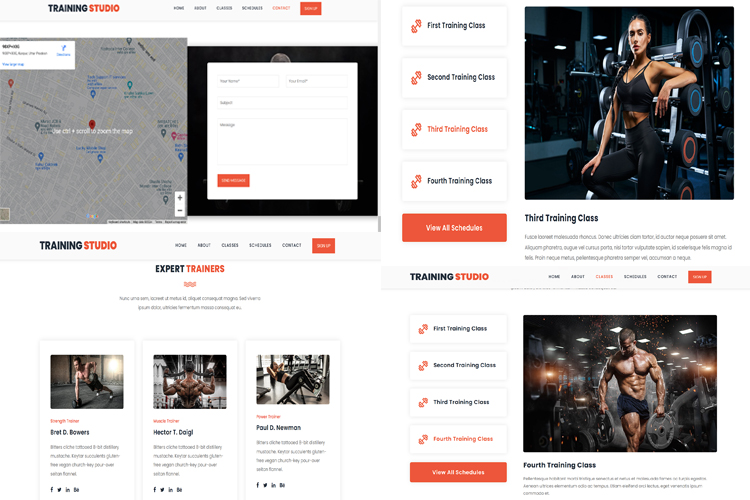 TRAINING STUDIO
HOME ABOUT CLASSES SCHEDULES CONTACT SIGN UP
View larger map
Directions
Use ctrl + scroll to zoom the map
Your Name*
Your Email*
Subject
Message
SEND MESSAGE
First Training Class
Second Training Class
Third Training Class
Fourth Training Class
View All Schedules
Third Training Class
Fusce laoreet malesuada rhoncus. Donec ultricies diam tortor, id auctor neque posuere sit amet.
Aliquam pharetra, augue vel cursus porta, nisi tortor vulputate sapien, id scelerisque felis magna id
felis. Proin neque metus, pellentesque pharetra semper vel, accumsan a neque.
TRAINING STUDIO
HOME ABOUT CLASSES SCHEDULES CONTACT SIGN UP
EXPERT TRAINERS
Nunc urna sem, laoreet ut metus id, aliquet consequat magna. Sed viverra
ipsum dolor, ultricies fermentum massa consequat eu.
Strength Trainer
Bret D. Bowers
Bitters cliche tattooed 8-bit distillery
mustache. Keytar succulents gluten-
free vegan church-key pour-over
seitan flannel.
Muscle Trainer
Hector T. Daigl
Bitters cliche tattooed 8-bit distillery
mustache. Keytar succulents gluten-
free vegan church-key pour-over
seitan flannel.
Power Trainer
Paul D. Newman
Bitters cliche tattooed 8-bit distillery
mustache. Keytar succulents gluten-
free vegan church-key pour-over
seitan flannel.
TRAINING STUDIO
HOME ABOUT CLASSES SCHEDULES CONTACT SIGN UP
First Training Class
Second Training Class
Third Training Class
Fourth Training Class
View All Schedules
Fourth Training Class